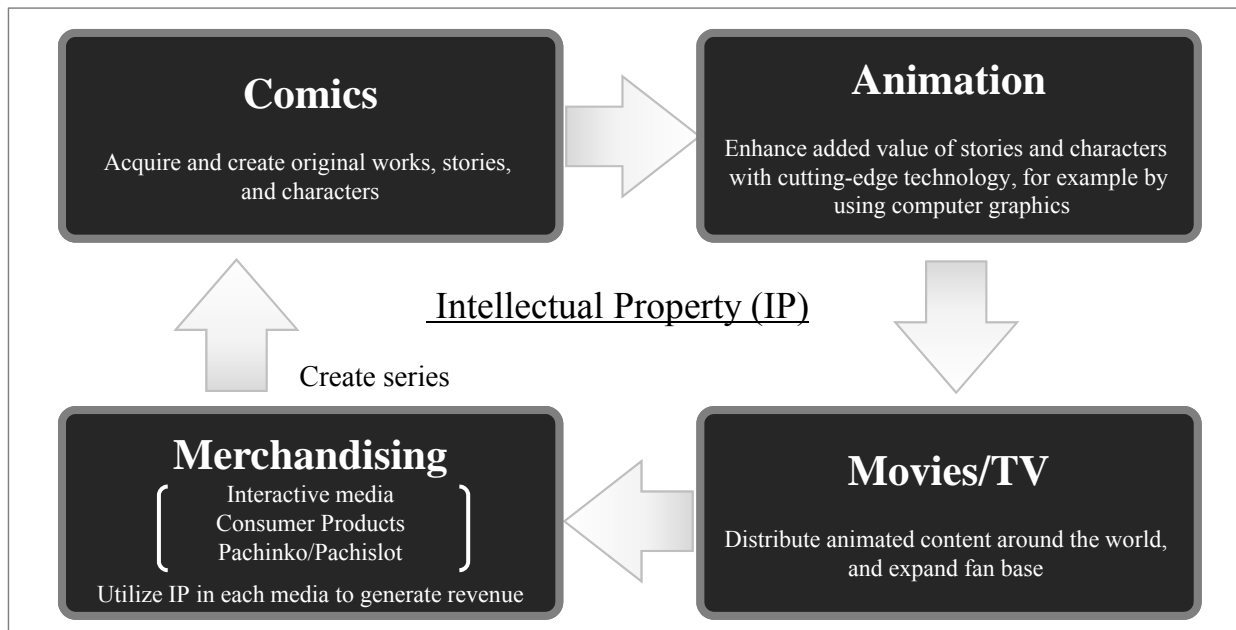 Comics
Acquire and create original works, stories,
and characters
Animation
Enhance added value of stories and characters
with cutting-edge technology, for example by
using computer graphics
Intellectual Property (IP)
Create series
Merchandising
Interactive media
Consumer Products
Pachinko/Pachislot
Utilize IP in each media to generate revenue
Movies/TV
Distribute animated content around the world,
and expand fan base